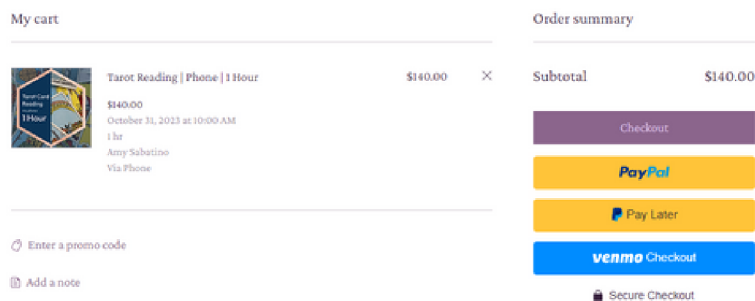 My cart
Tarot Card
Reading
1 Hour
Tarot Reading | Phone | 1 Hour
$140.00
$140.00
October 31, 2023 at 10:00 AM
1 hr
Amy Sabatino
Via Phone
Enter a promo code
Add a note
Order summary
Subtotal
$140.00
Checkout
PayPal
Pay Later
venmo Checkout
Secure Checkout